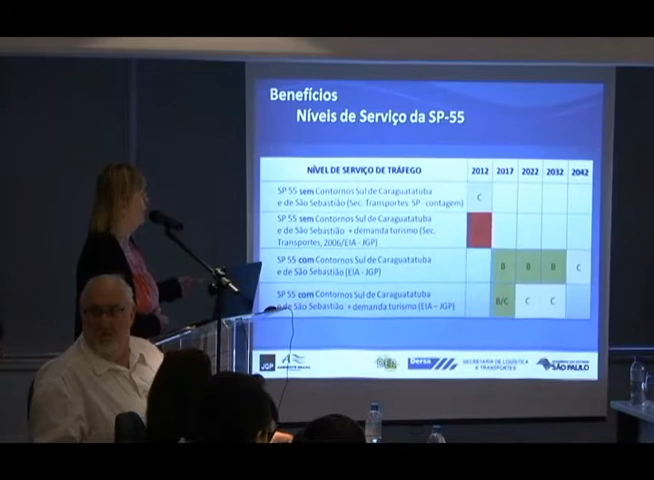 Benefícios
Níveis de Serviço da SP-55
NÍVEL DE SERVIÇO DE TRÁFEGO 2012 2017 2022 2032 2042
SP 55 sem Contornos Sul de Caraguatatuba
e de São Sebastião (Sec. Transportes SP - contagem) C
SP 55 sem Contornos Sul de Caraguatatuba
e de São Sebastião + demanda turismo (Sec.
Transportes, 2006/EIA - JGP)
SP 55 com Contornos Sul de Caraguatatuba
e de São Sebastião (EIA - JGP) B B B C
SP 55 com Contornos Sul de Caraguatatuba
e de São Sebastião + demanda turismo (EIA – JGP) B/C C C
JGP
DER
Dersa
SECRETARIA DE LOGÍSTICA
E TRANSPORTES
GOVERNO DO ESTADO
SÃO PAULO